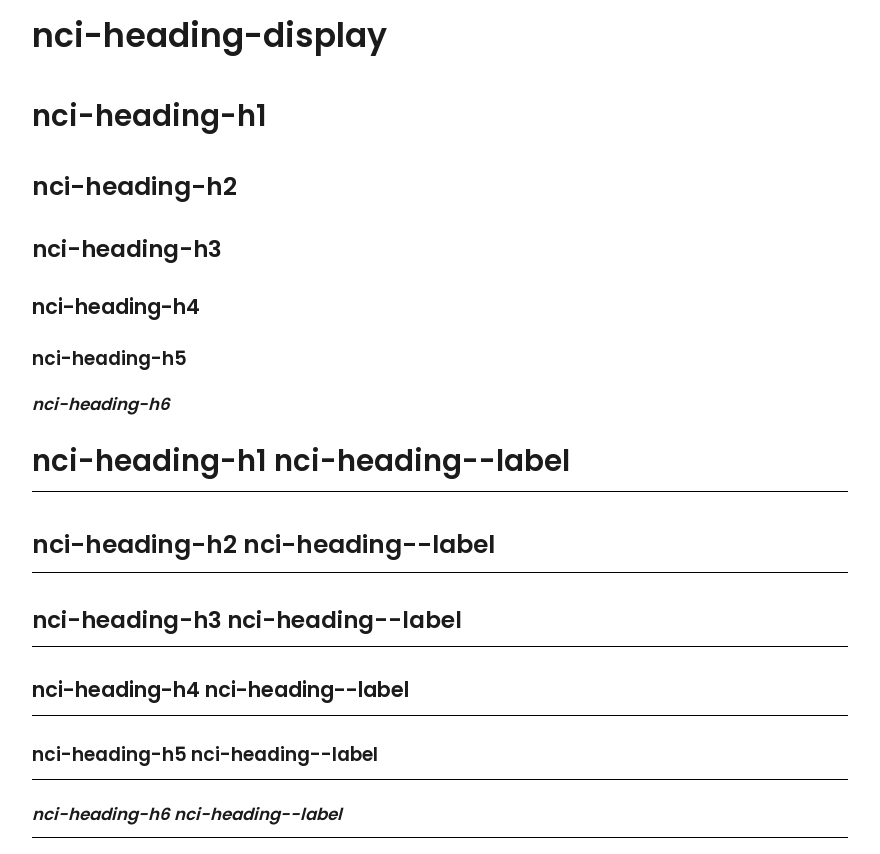 nci-heading-display
nci-heading-h1
nci-heading-h2
nci-heading-h3
nci-heading-h4
nci-heading-h5
nci-heading-h6
nci-heading-h1 nci-heading--label
nci-heading-h2 nci-heading--label
nci-heading-h3 nci-heading--label
nci-heading-h4 nci-heading--label
nci-heading-h5 nci-heading--label
nci-heading-h6 nci-heading--label